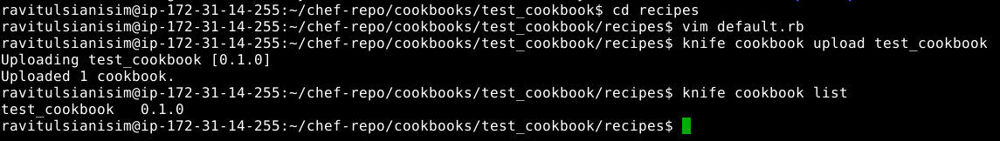 ravitulsianisim@ip-172-31-14-255:~/chef-repo/cookbooks/test_cookbook$ cd recipes
ravitulsianisim@ip-172-31-14-255:~/chef-repo/cookbooks/test_cookbook/recipes$ vim default.rb
ravitulsianisim@ip-172-31-14-255:~/chef-repo/cookbooks/test_cookbook/recipes$ knife cookbook upload test_cookbook
Uploading test_cookbook [0.1.0]
Uploaded 1 cookbook.
ravitulsianisim@ip-172-31-14-255:~/chef-repo/cookbooks/test_cookbook/recipes$ knife cookbook list
test_cookbook   0.1.0
ravitulsianisim@ip-172-31-14-255:~/chef-repo/cookbooks/test_cookbook/recipes$